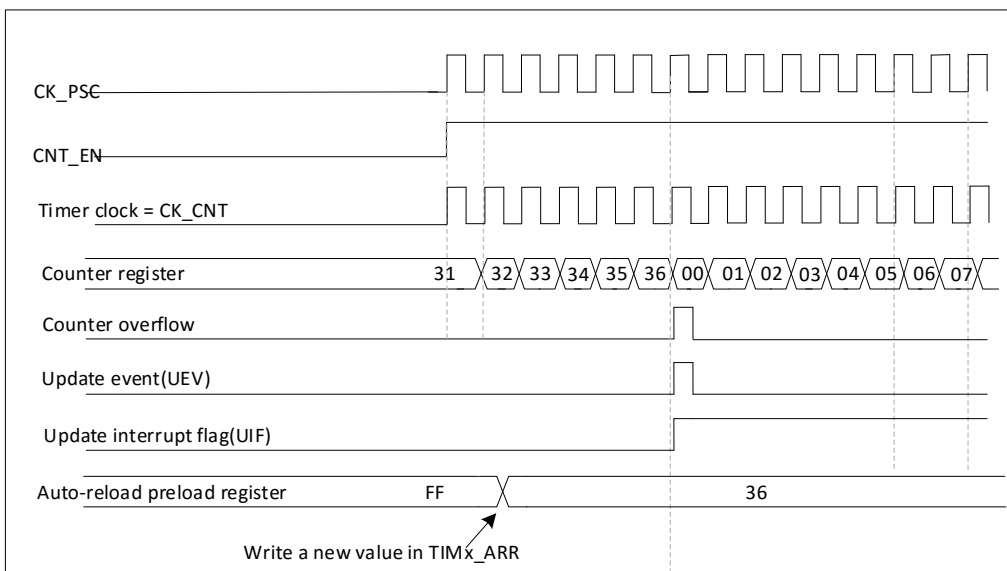 CK_PSC
CNT_EN
Timer clock = CK_CNT
Counter register 31 32 33 34 35 36 00 01 02 03 04 05 06 07
Counter overflow
Update event(UEV)
Update interrupt flag(UIF)
Auto-reload preload register FF 36
Write a new value in TIMx_ARR